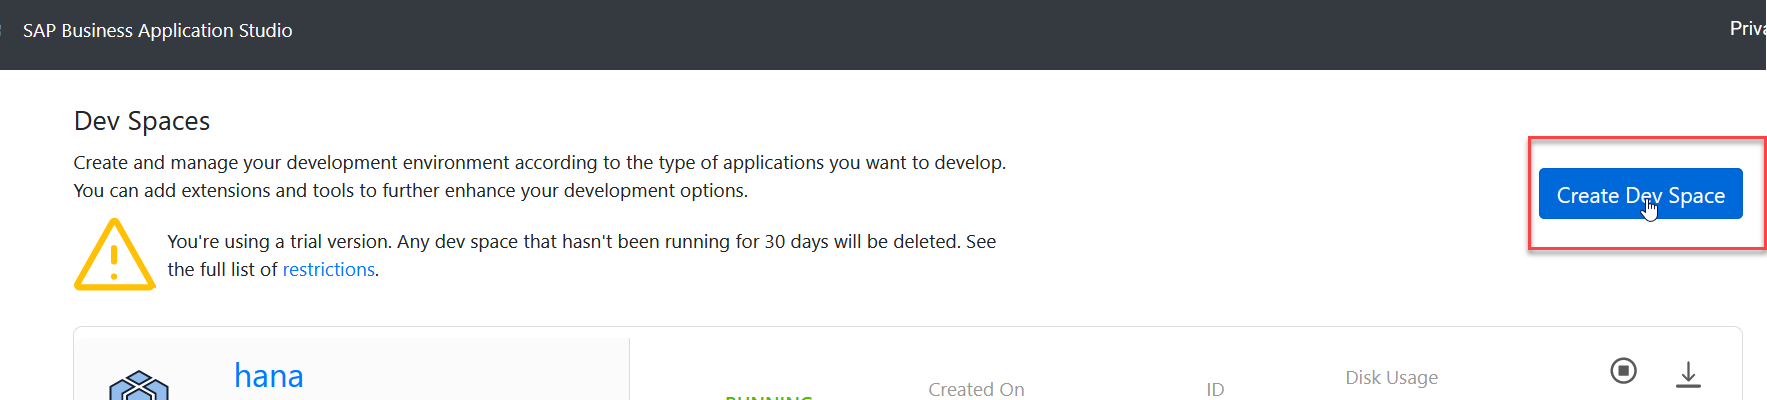 SAP Business Application Studio
Dev Spaces
Create and manage your development environment according to the type of applications you want to develop.
You can add extensions and tools to further enhance your development options.
Create Dev Space
You're using a trial version. Any dev space that hasn't been running for 30 days will be deleted. See
the full list of restrictions.
hana
RUNNING
Created On
ID
Disk Usage